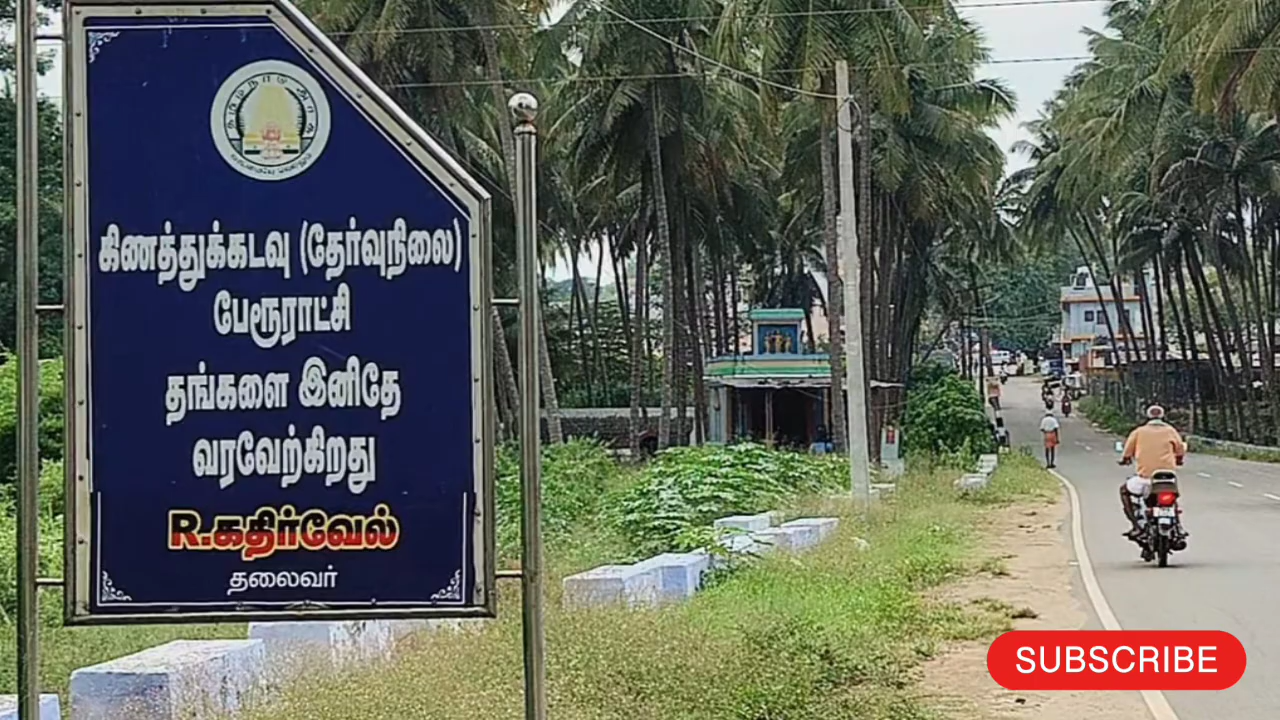 கிணத்துக்கடவு (தேர்வுநிலை)
பேரூராட்சி
தங்களை இனிதே
வரவேற்கிறது
R.கதிர்வேல்
தலைவர்
SUBSCRIBE